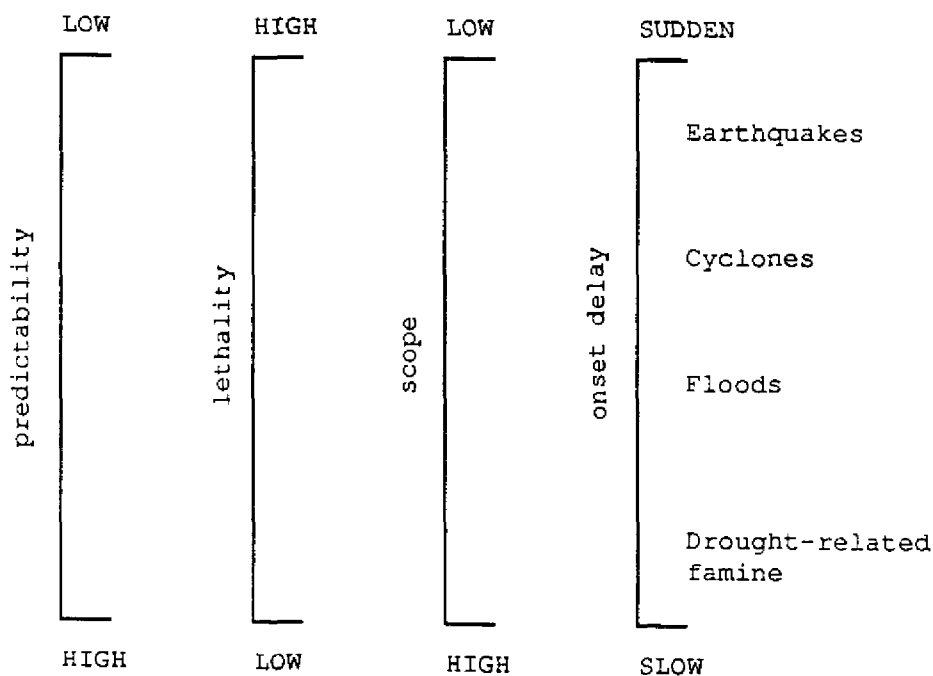 LOW HIGH LOW SUDDEN
Earthquakes
predictability
lethality
scope
onset delay
Cyclones
Floods
Drought-related
famine
HIGH LOW HIGH SLOW